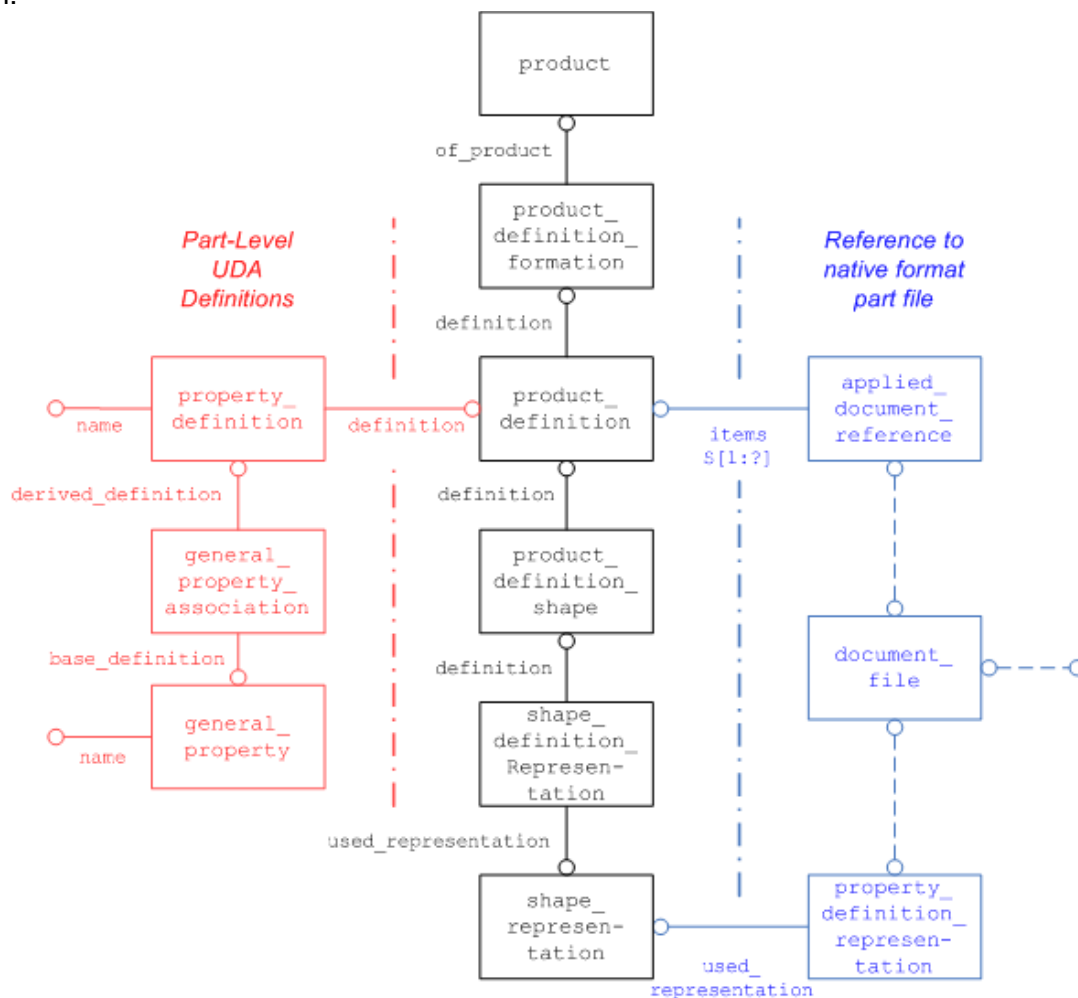 product
of_product
product_
definition_
formation
Part-Level
UDA
Definitions
Reference to
native format
part file
definition
property_
definition
name
definition
product_
definition
items
S[1:?]
applied_
document_
reference
derived_definition
definition
general_
property_
association
product_
definition_
shape
base_definition
definition
document_
file
general_
property
name
shape_
definition_
Represen-
tation
used_representation
shape_
represen-
tation
used_
representation
property_
definition_
represen-
tation